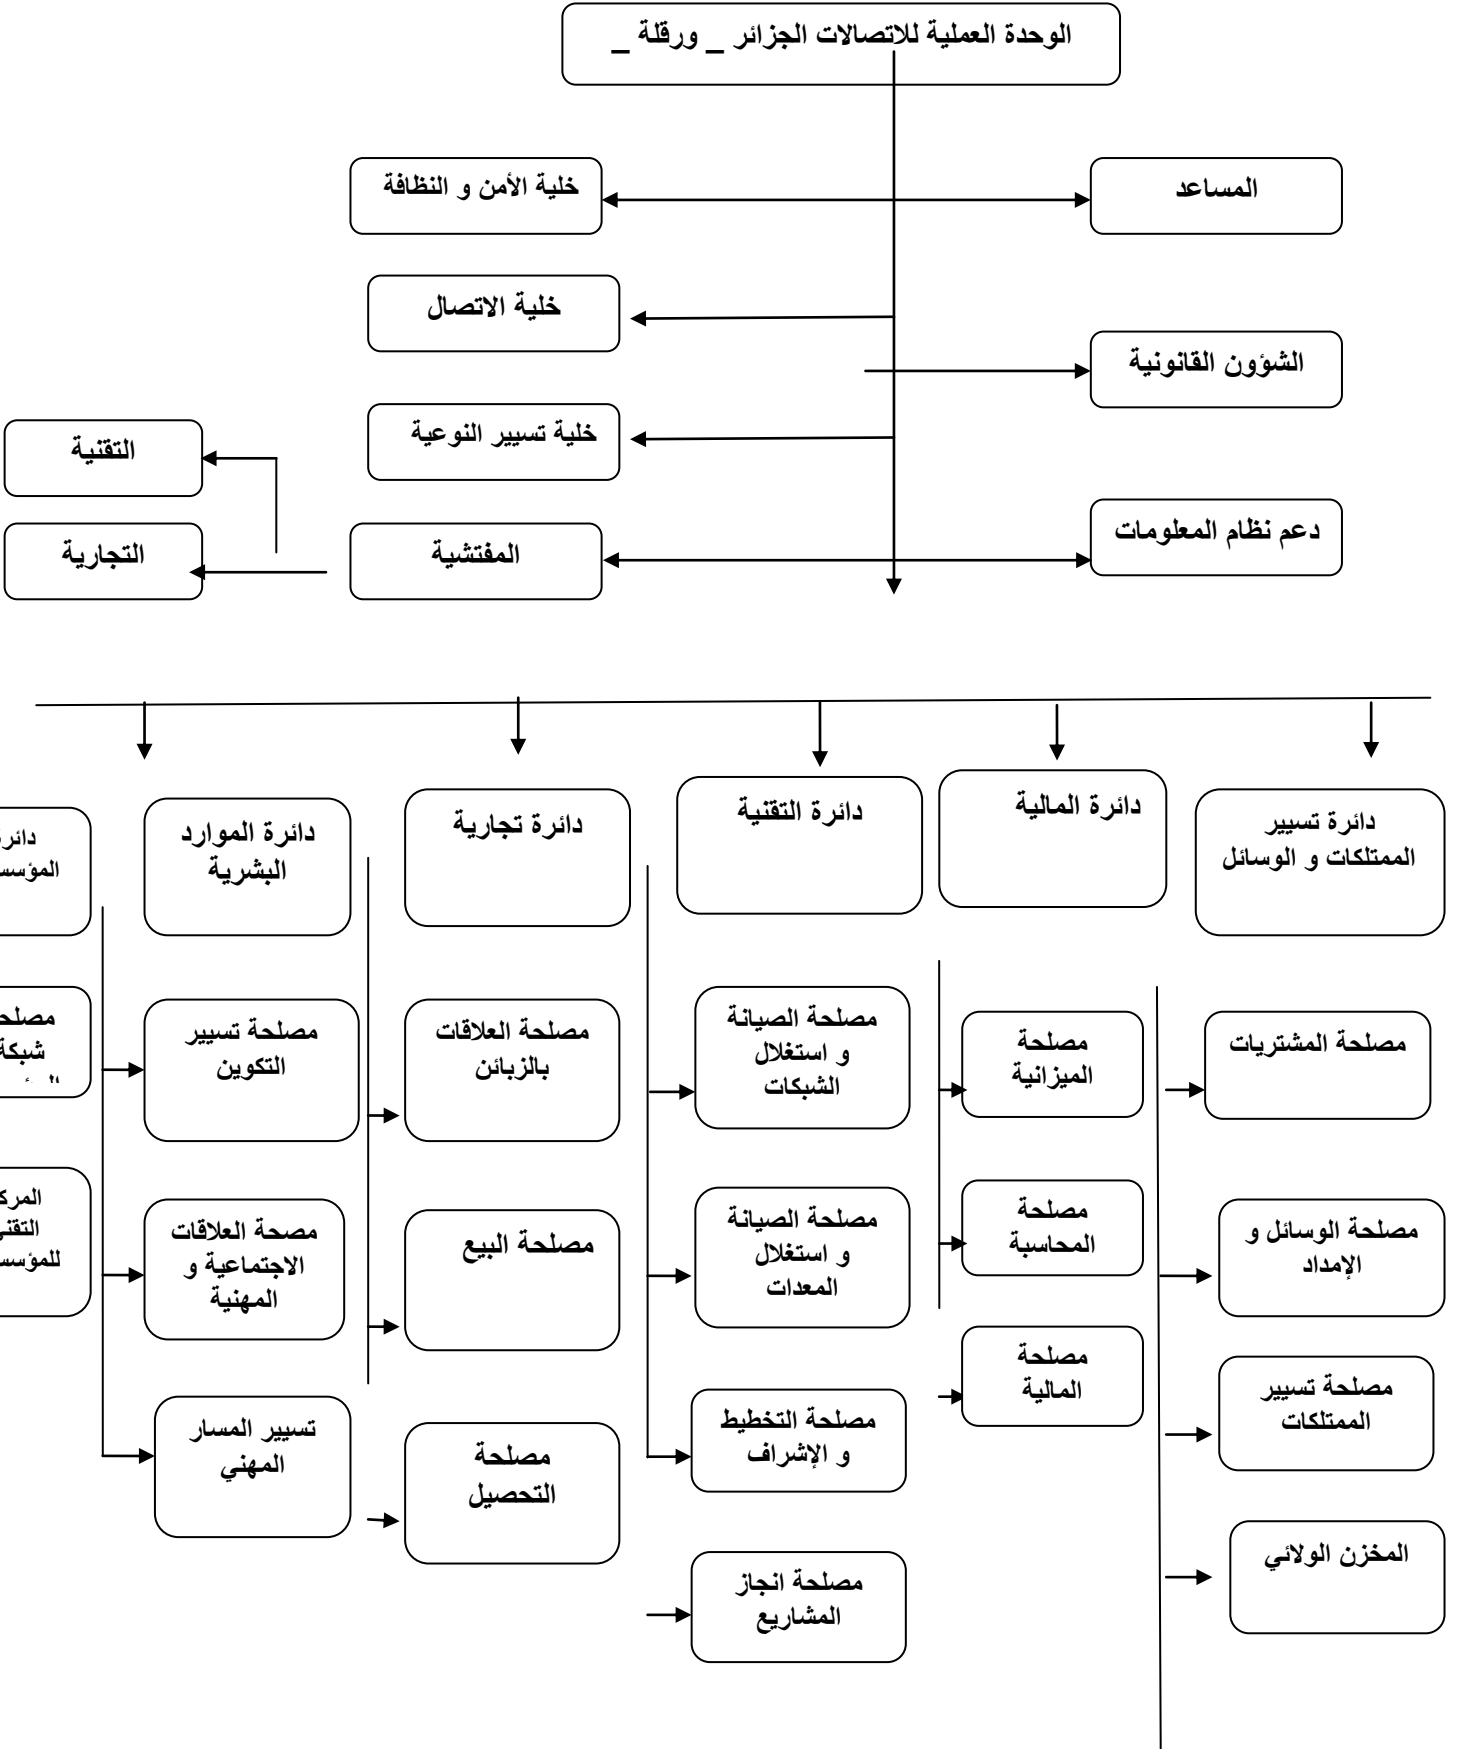 الوحدة العملية للاتصالات الجزائر _ ورقلة _
المساعد
خلية الأمن و النظافة
خلية الاتصال
الشؤون القانونية
خلية تسيير النوعية
التقنية
دعم نظام المعلومات
المفتشية
التجارية
دائرة تسيير
الممتلكات و الوسائل
دائرة المالية
دائرة التقنية
دائرة تجارية
دائرة الموارد
البشرية
مصلحة المشتريات
مصلحة الوسائل و
الإمداد
مصلحة تسيير
الممتلكات
المخزن الولائي
مصلحة
الميزانية
مصلحة
المحاسبة
مصلحة
المالية
مصلحة الصيانة
و استغلال
الشبكات
مصلحة الصيانة
و استغلال
المعدات
مصلحة التخطيط
و الإشراف
مصلحة انجاز
المشاريع
مصلحة العلاقات
بالزبائن
مصلحة البيع
مصلحة
التحصيل
مصلحة تسيير
التكوين
مصحة العلاقات
الاجتماعية و
المهنية
تسيير المسار
المهني
شبكة